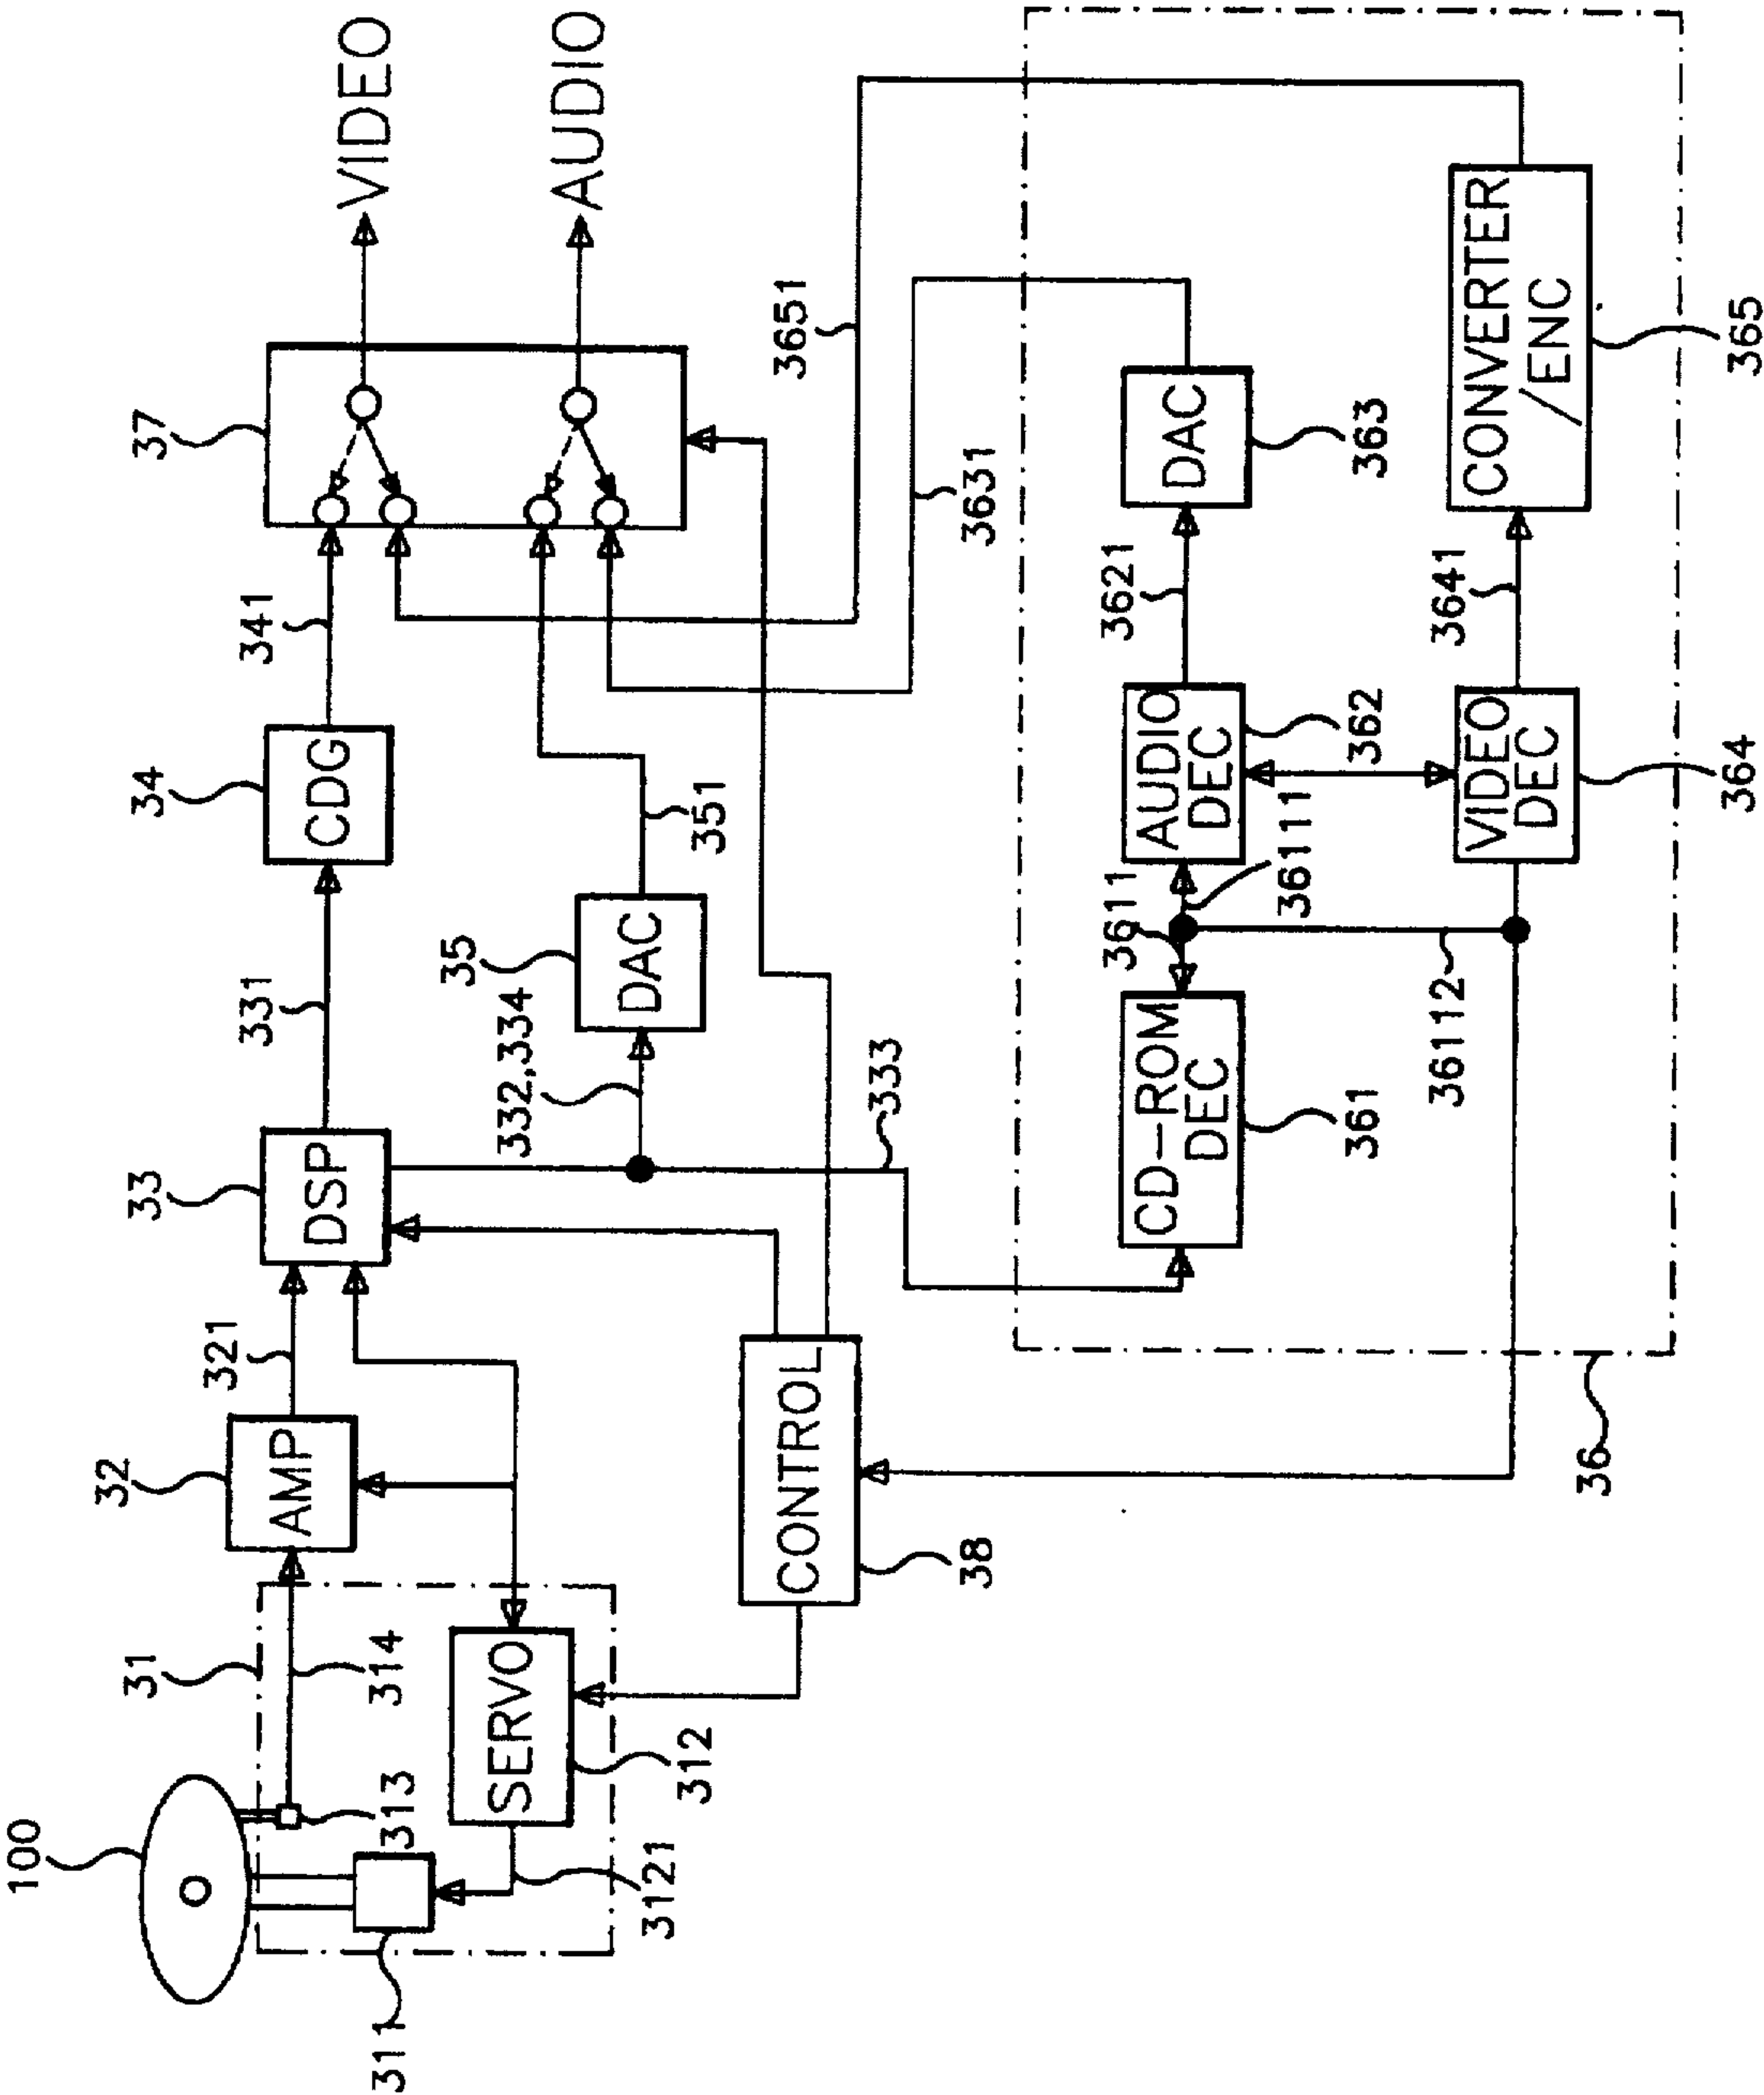 100
31
314
313
311
SERVO
312
3121
32
AMP
321
33
DSP
331
34
CDG
341
37
VIDEO
AUDIO
332,334
35
DAC
351
333
CONTROL
38
3651
3631
CD-ROM
DEC
361
3611
36111
36112
AUDIO
DEC
362
3621
DAC
363
VIDEO
DEC
364
3641
CONVERTER
/ENC
365
36